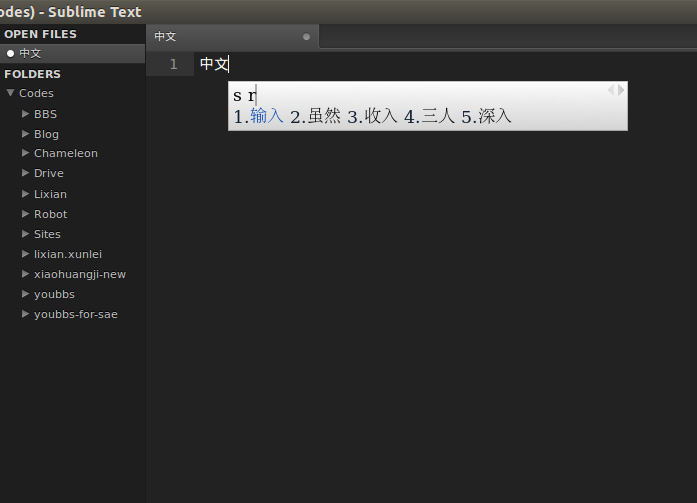 odes) - Sublime Text
OPEN FILES
中文
FOLDERS
Codes
BBS
Blog
Chameleon
Drive
Lixian
Robot
Sites
lixian.xunlei
xiaohuangji-new
youbbs
youbbs-for-sae
中文
1 中文
s r
1.输入 2.虽然 3.收入 4.三人 5.深入